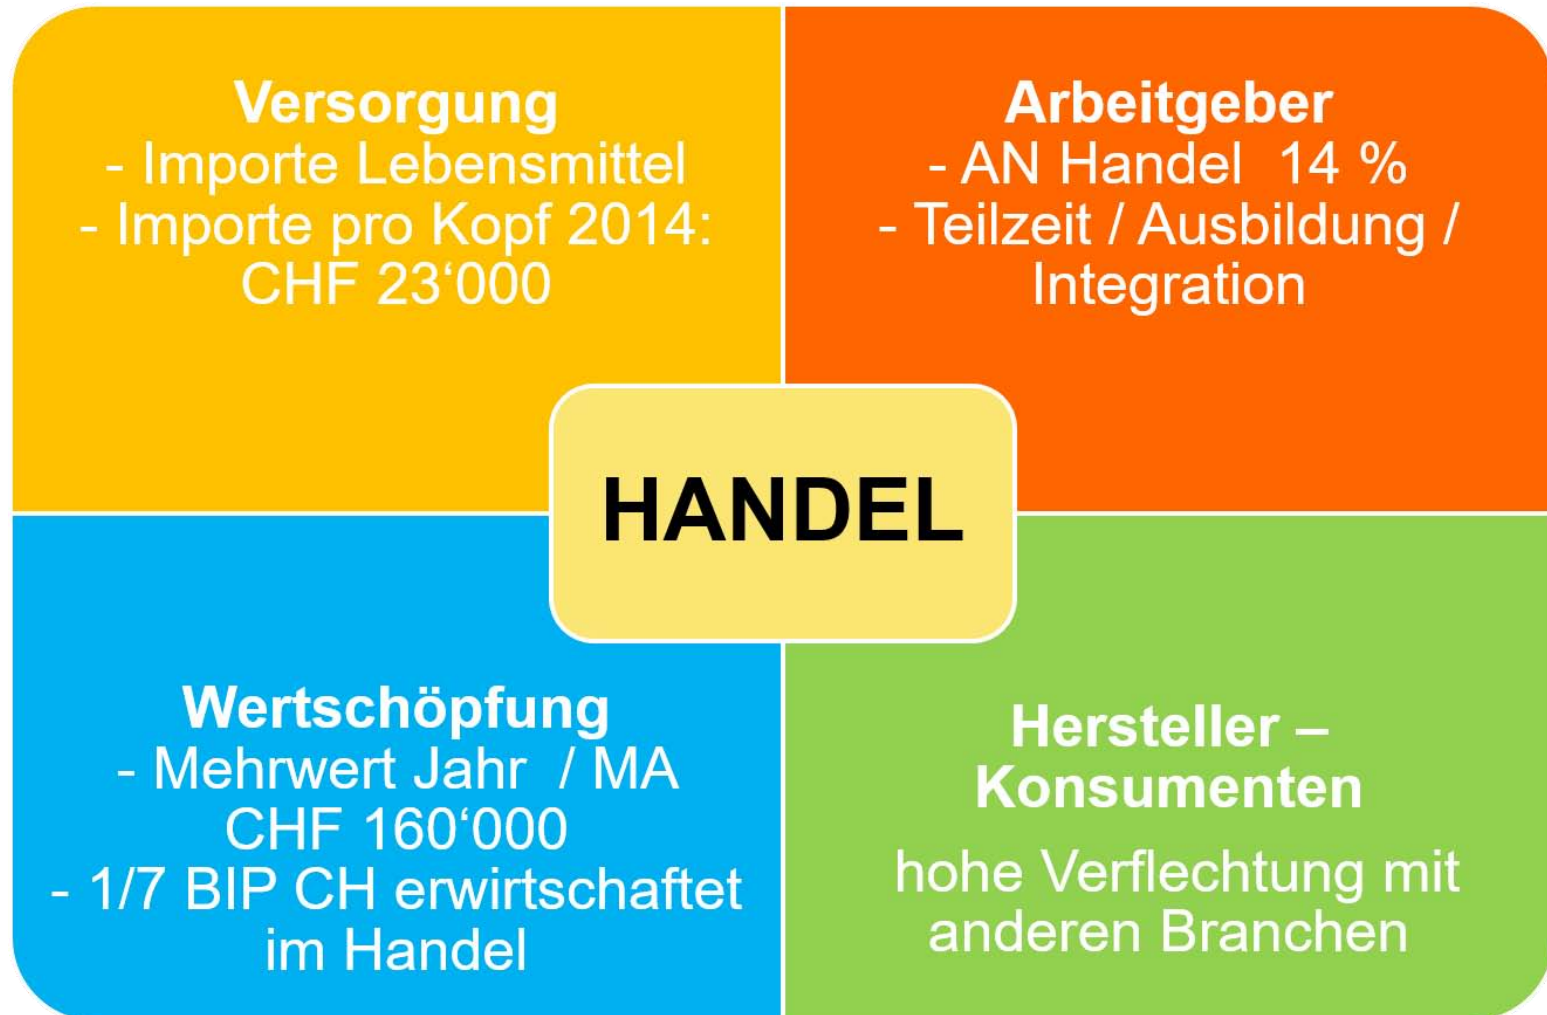 Versorgung
- Importe Lebensmittel
- Importe pro Kopf 2014:
CHF 23‘000
Arbeitgeber
- AN Handel  14 %
- Teilzeit / Ausbildung /
Integration
HANDEL
Wertschöpfung
- Mehrwert Jahr  / MA
CHF 160‘000
- 1/7 BIP CH erwirtschaftet
im Handel
Hersteller –
Konsumenten
hohe Verflechtung mit
anderen Branchen